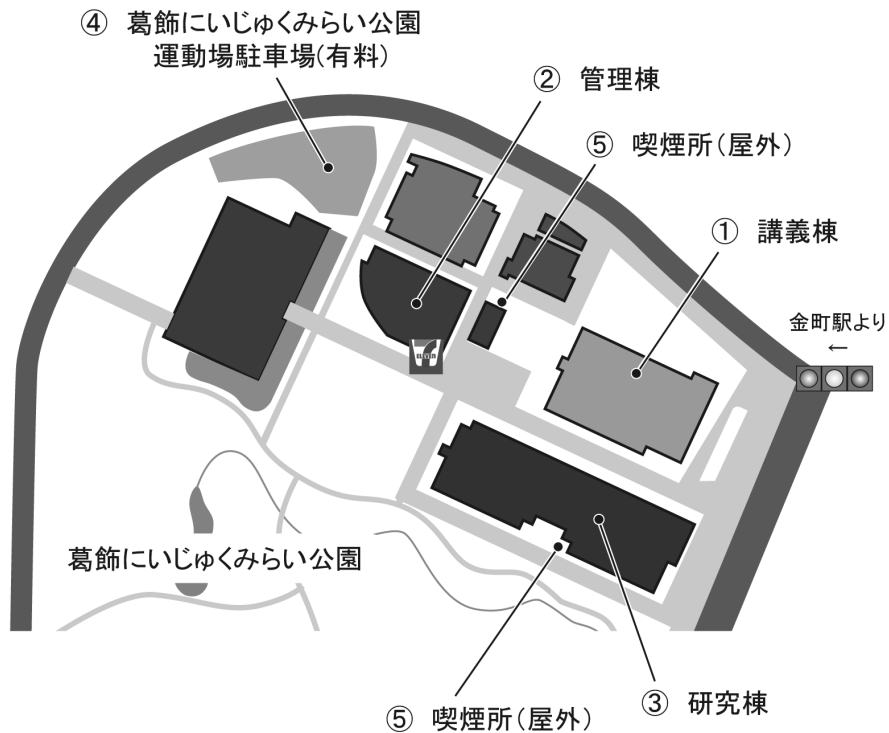 ④ 葛飾にいじゅくみらい公園
運動場駐車場(有料)
② 管理棟
⑤ 喫煙所(屋外)
① 講義棟
金町駅より
←
葛飾にいじゅくみらい公園
③ 研究棟
⑤ 喫煙所(屋外)